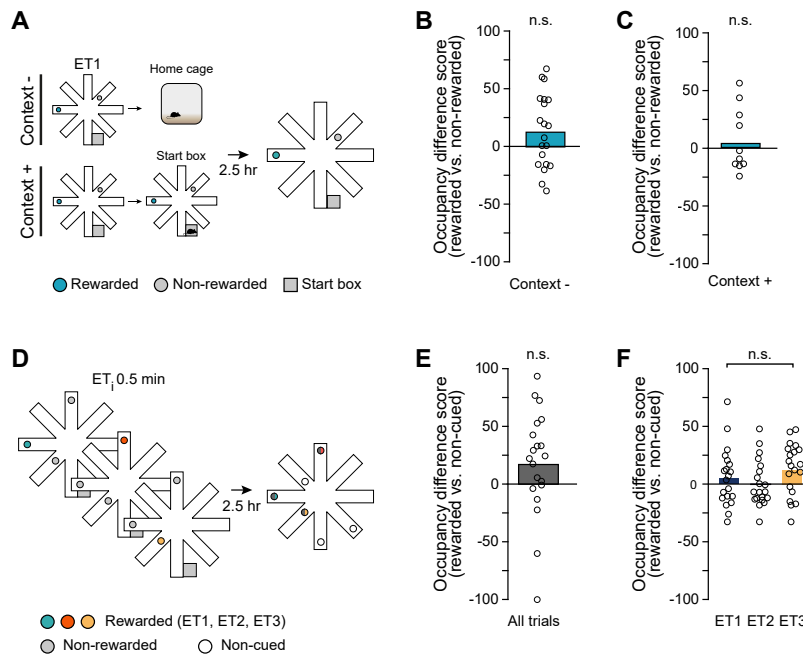 A
Context -
ET1
Home cage
Context +
Start box
2.5 hr
Rewarded
Non-rewarded
Start box
B
n.s.
Occupancy difference score
(rewarded vs. non-rewarded)
100
50
0
50
-100
Context -
C
n.s.
Occupancy difference score
(rewarded vs. non-rewarded)
100
50
0
50
-100
Context +
D
ETi 0.5 min
2.5 hr
Rewarded (ET1, ET2, ET3)
Non-rewarded
Non-cued
E
n.s.
Occupancy difference score
(rewarded vs. non-cued)
100
50
0
50
-100
All trials
F
n.s.
Occupancy difference score
(rewarded vs. non-cued)
100
50
0
50
-100
ET1 ET2 ET3